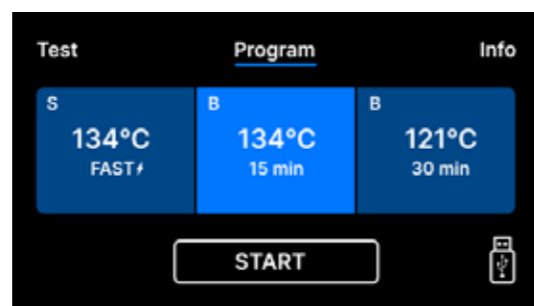 Test Program Info
S B B
134°C 134°C 121°C
FAST⚡ 15 min 30 min
START